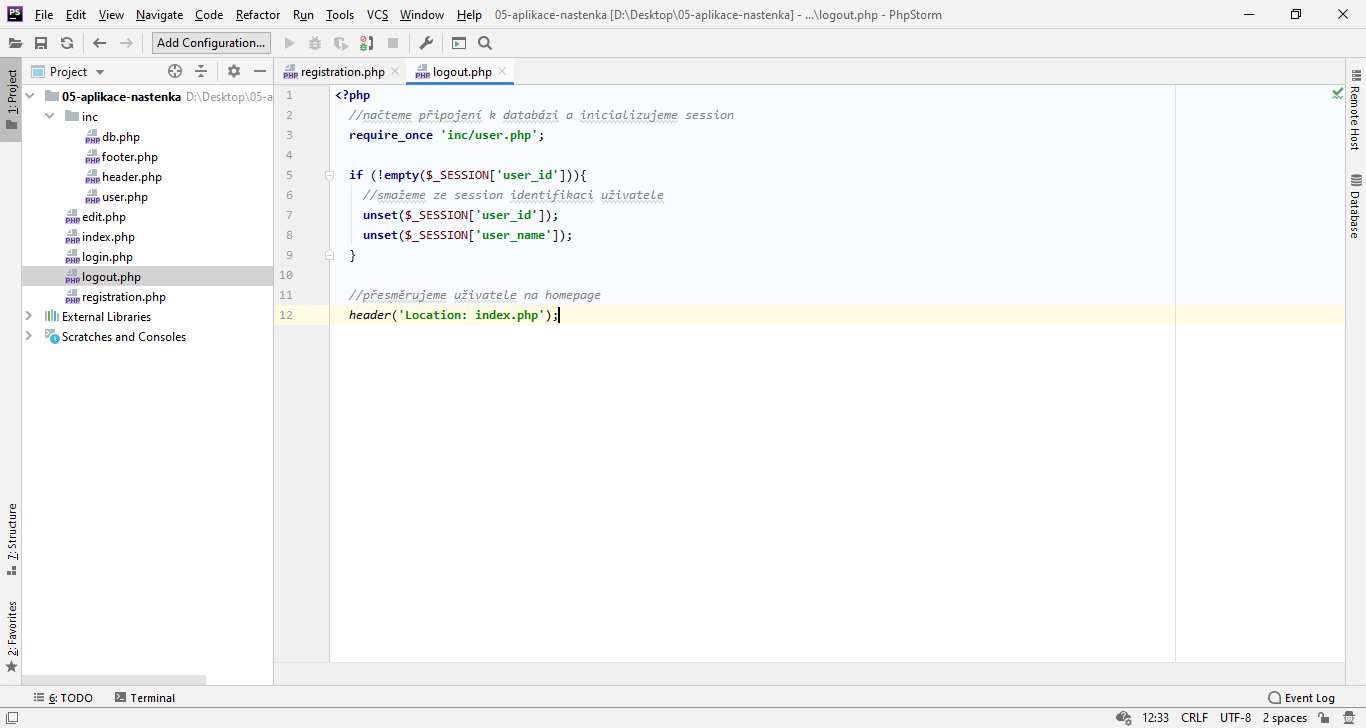 PS File Edit View Navigate Code Refactor Run Tools VCS Window Help 05-aplikace-nastenka [D:\Desktop\05-aplikace-nastenka] - ...\logout.php - PhpStorm
Add Configuration...
1: Project
Project
registration.php
logout.php
05-aplikace-nastenka D:\Desktop\05-a
inc
db.php
footer.php
header.php
user.php
edit.php
index.php
login.php
logout.php
registration.php
External Libraries
Scratches and Consoles
1 <?php
2 //načteme připojení k databázi a inicializujeme session
3 require_once 'inc/user.php';
4
5 if (!empty($_SESSION['user_id'])){
6 //smažeme ze session identifikaci uživatele
7 unset($_SESSION['user_id']);
8 unset($_SESSION['user_name']);
9 }
10
11 //přesměrujeme uživatele na homepage
12 header('Location: index.php');
Remote Host
Database
7: Structure
2: Favorites
6: TODO Terminal Event Log
12:33 CRLF UTF-8 2 spaces